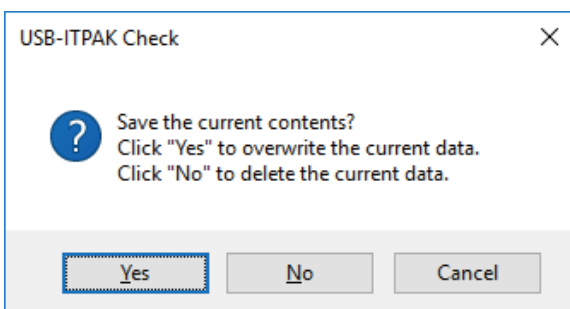 USB-ITPAK Check
Save the current contents?
Click "Yes" to overwrite the current data.
Click "No" to delete the current data.
Yes No Cancel